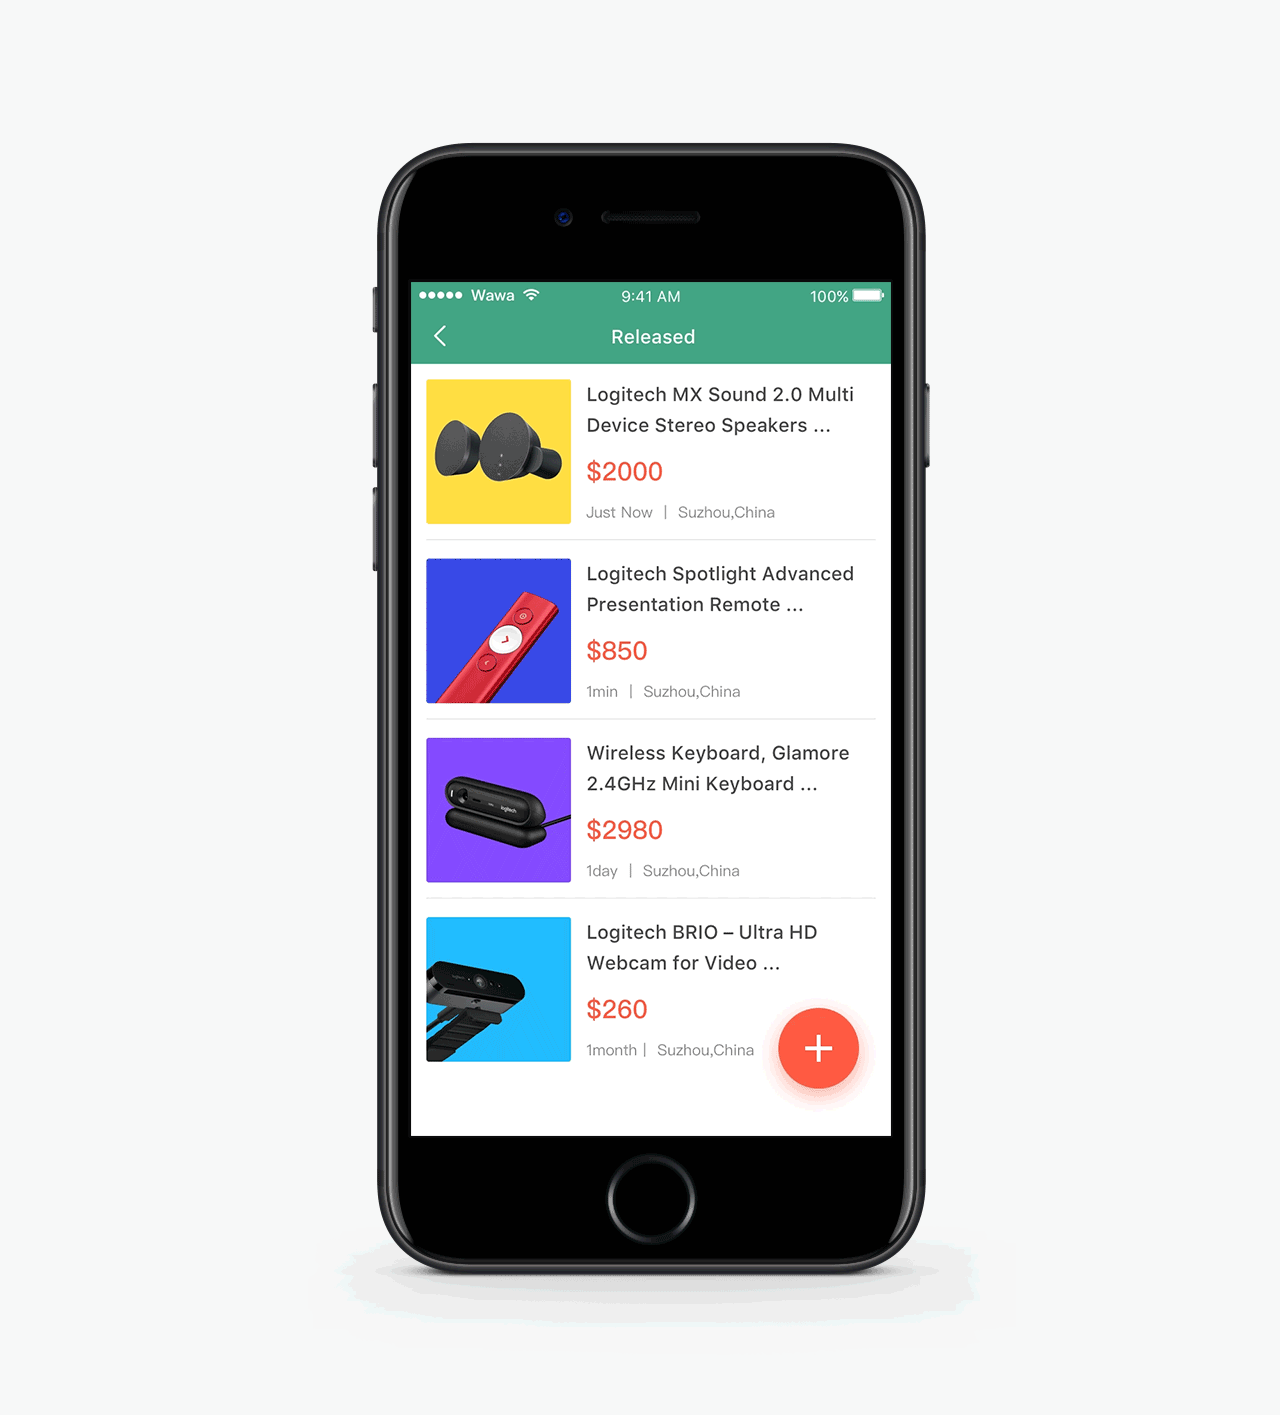 Wawa 9:41 AM 100%
Released
Logitech MX Sound 2.0 Multi
Device Stereo Speakers ...
$2000
Just Now | Suzhou,China
Logitech Spotlight Advanced
Presentation Remote ...
$850
1min | Suzhou,China
Wireless Keyboard, Glamore
2.4GHz Mini Keyboard ...
$2980
logitech
1day | Suzhou,China
Logitech BRIO – Ultra HD
Webcam for Video ...
$260
1month | Suzhou,China